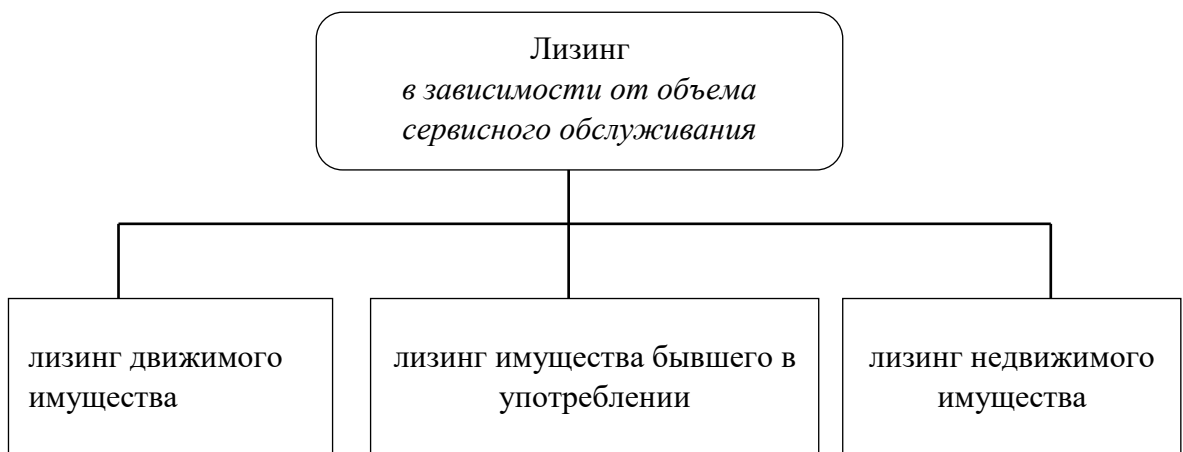 Лизинг
в зависимости от объема
сервисного обслуживания
лизинг движимого
имущества
лизинг имущества бывшего в
употреблении
лизинг недвижимого
имущества